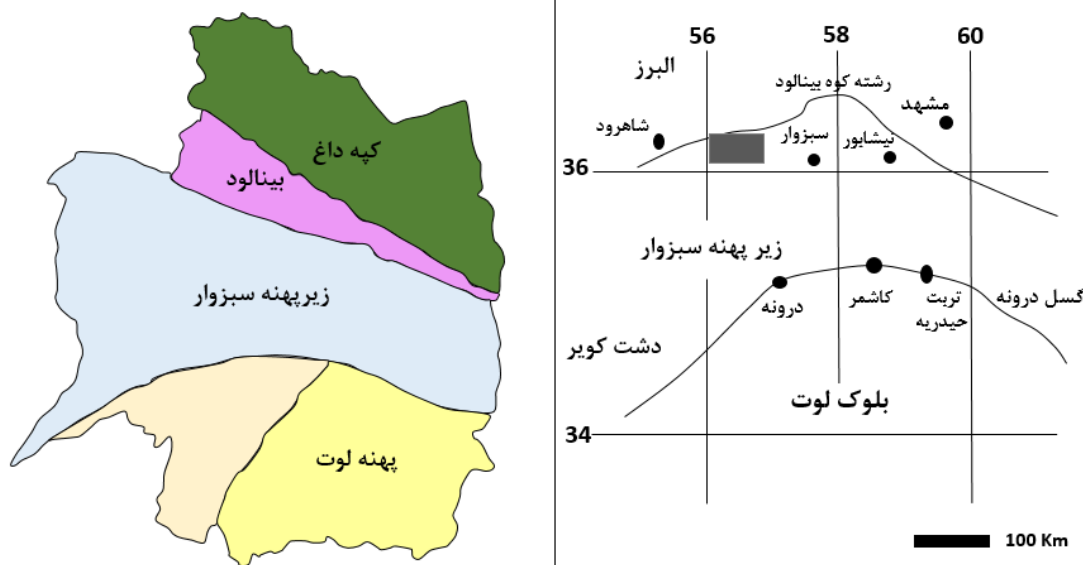 کپه داغ
بینالود
زیرپهنه سبزوار
پهنه لوت
56
58
60
البرز
رشته کوه بینالود
مشهد
شاهرود
سبزوار
نیشابور
36
زیر پهنه سبزوار
گسل درونه
درونه
کاشمر
تربت
حیدریه
دشت کویر
بلوک لوت
34
100 Km